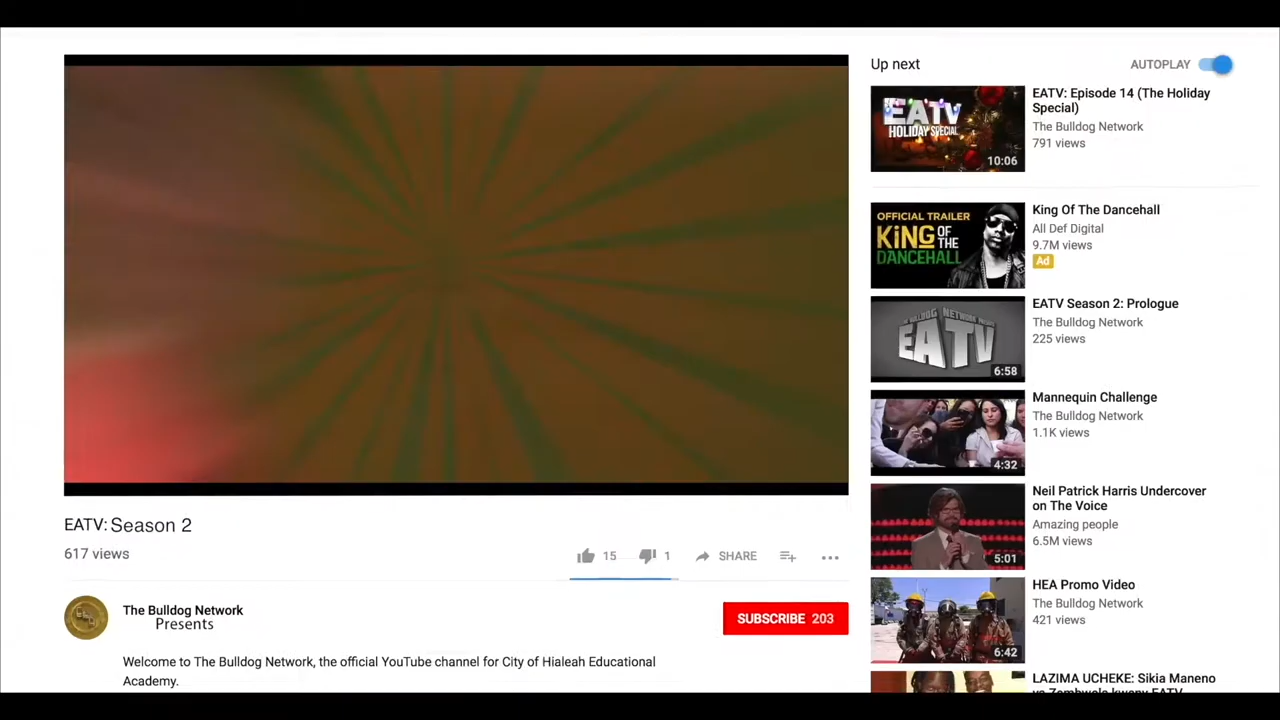 Up next
AUTOPLAY
EATV
HOLIDAY SPECIAL
10:06
EATV: Episode 14 (The Holiday
Special)
The Bulldog Network
791 views
OFFICIAL TRAILER
KiNG OF
THE
DANCEHALL
King Of The Dancehall
All Def Digital
9.7M views
Ad
THE BULLDOG NETWORK PRESENTS
EATV
6:58
EATV Season 2: Prologue
The Bulldog Network
225 views
4:32
Mannequin Challenge
The Bulldog Network
1.1K views
5:01
Neil Patrick Harris Undercover
on The Voice
Amazing people
6.5M views
6:42
HEA Promo Video
The Bulldog Network
421 views
LAZIMA UCHEKE: Sikia Maneno
EATV: Season 2
617 views
15
1
SHARE
The Bulldog Network
Presents
SUBSCRIBE 203
Welcome to The Bulldog Network, the official YouTube channel for City of Hialeah Educational
Academy.